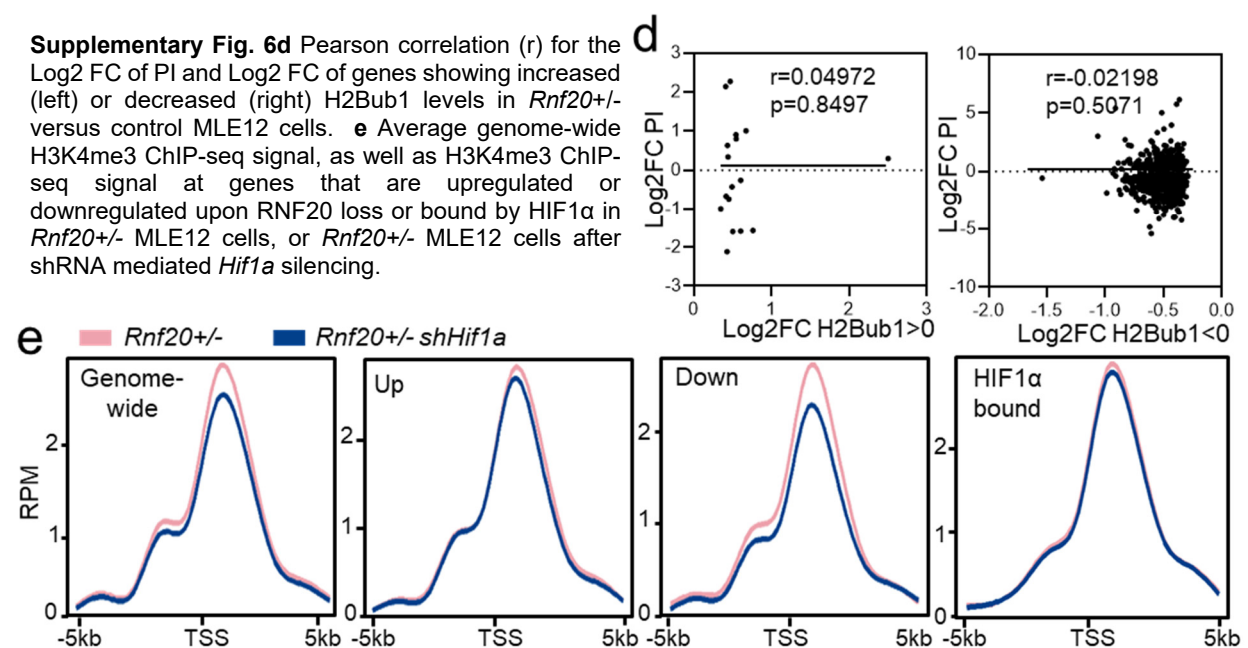 Supplementary Fig. 6d Pearson correlation (r) for the
Log2 FC of PI and Log2 FC of genes showing increased
(left) or decreased (right) H2Bub1 levels in Rnf20+/-
versus control MLE12 cells. e Average genome-wide
H3K4me3 ChIP-seq signal, as well as H3K4me3 ChIP-
seq signal at genes that are upregulated or
downregulated upon RNF20 loss or bound by HIF1α in
Rnf20+/- MLE12 cells, or Rnf20+/- MLE12 cells after
shRNA mediated Hif1a silencing.
d
Log2FC PI
3
2
1
0
-1
-2
-3
r=0.04972
p=0.8497
0 1 2 3
Log2FC H2Bub1>0
Log2FC PI
10
5
0
-5
-10
r=-0.02198
p=0.5071
-2.0 -1.5 -1.0 -0.5 0.0
Log2FC H2Bub1<0
e
Rnf20+/- Rnf20+/- shHif1a
RPM
Genome-
wide
2
1
0
-5kb TSS 5kb
Up
2
1
0
-5kb TSS 5kb
Down
2
1
0
-5kb TSS 5kb
HIF1α
bound
2
1
0
-5kb TSS 5kb